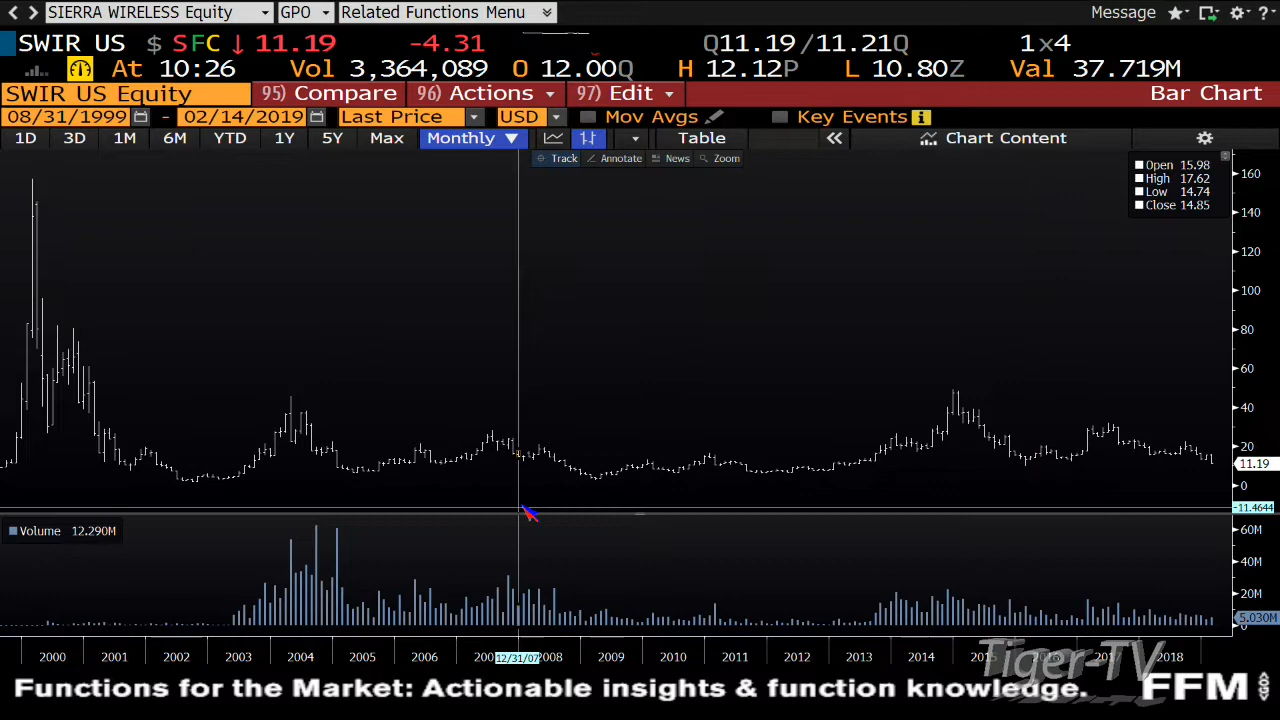 SIERRA WIRELESS Equity GPO Related Functions Menu Message ?
SWIR US $ SFC ↓ 11.19 -4.31 Q11.19 /11.21Q 1x4
At 10:26 Vol 3,364,089 O 12.00Q H 12.12P L 10.80Z Val 37.719M
SWIR US Equity 95) Compare 96) Actions 97) Edit Bar Chart
08/31/1999 - 02/14/2019 Last Price USD Mov Avgs Key Events i
1D 3D 1M 6M YTD 1Y 5Y Max Monthly ▼ Table « Chart Content
Track Annotate News Zoom
Open 15.98
High 17.62
Low 14.74
Close 14.85
160
140
120
100
80
60
40
20
11.19
0
-11.4644
Volume 12.290M
60M
40M
20M
5.030M
0
2000 2001 2002 2003 2004 2005 2006 200 12/31/07 2008 2009 2010 2011 2012 2013 2014 2015 2016 2017 2018
Tiger-TV
Functions for the Market: Actionable insights & function knowledge. FFM